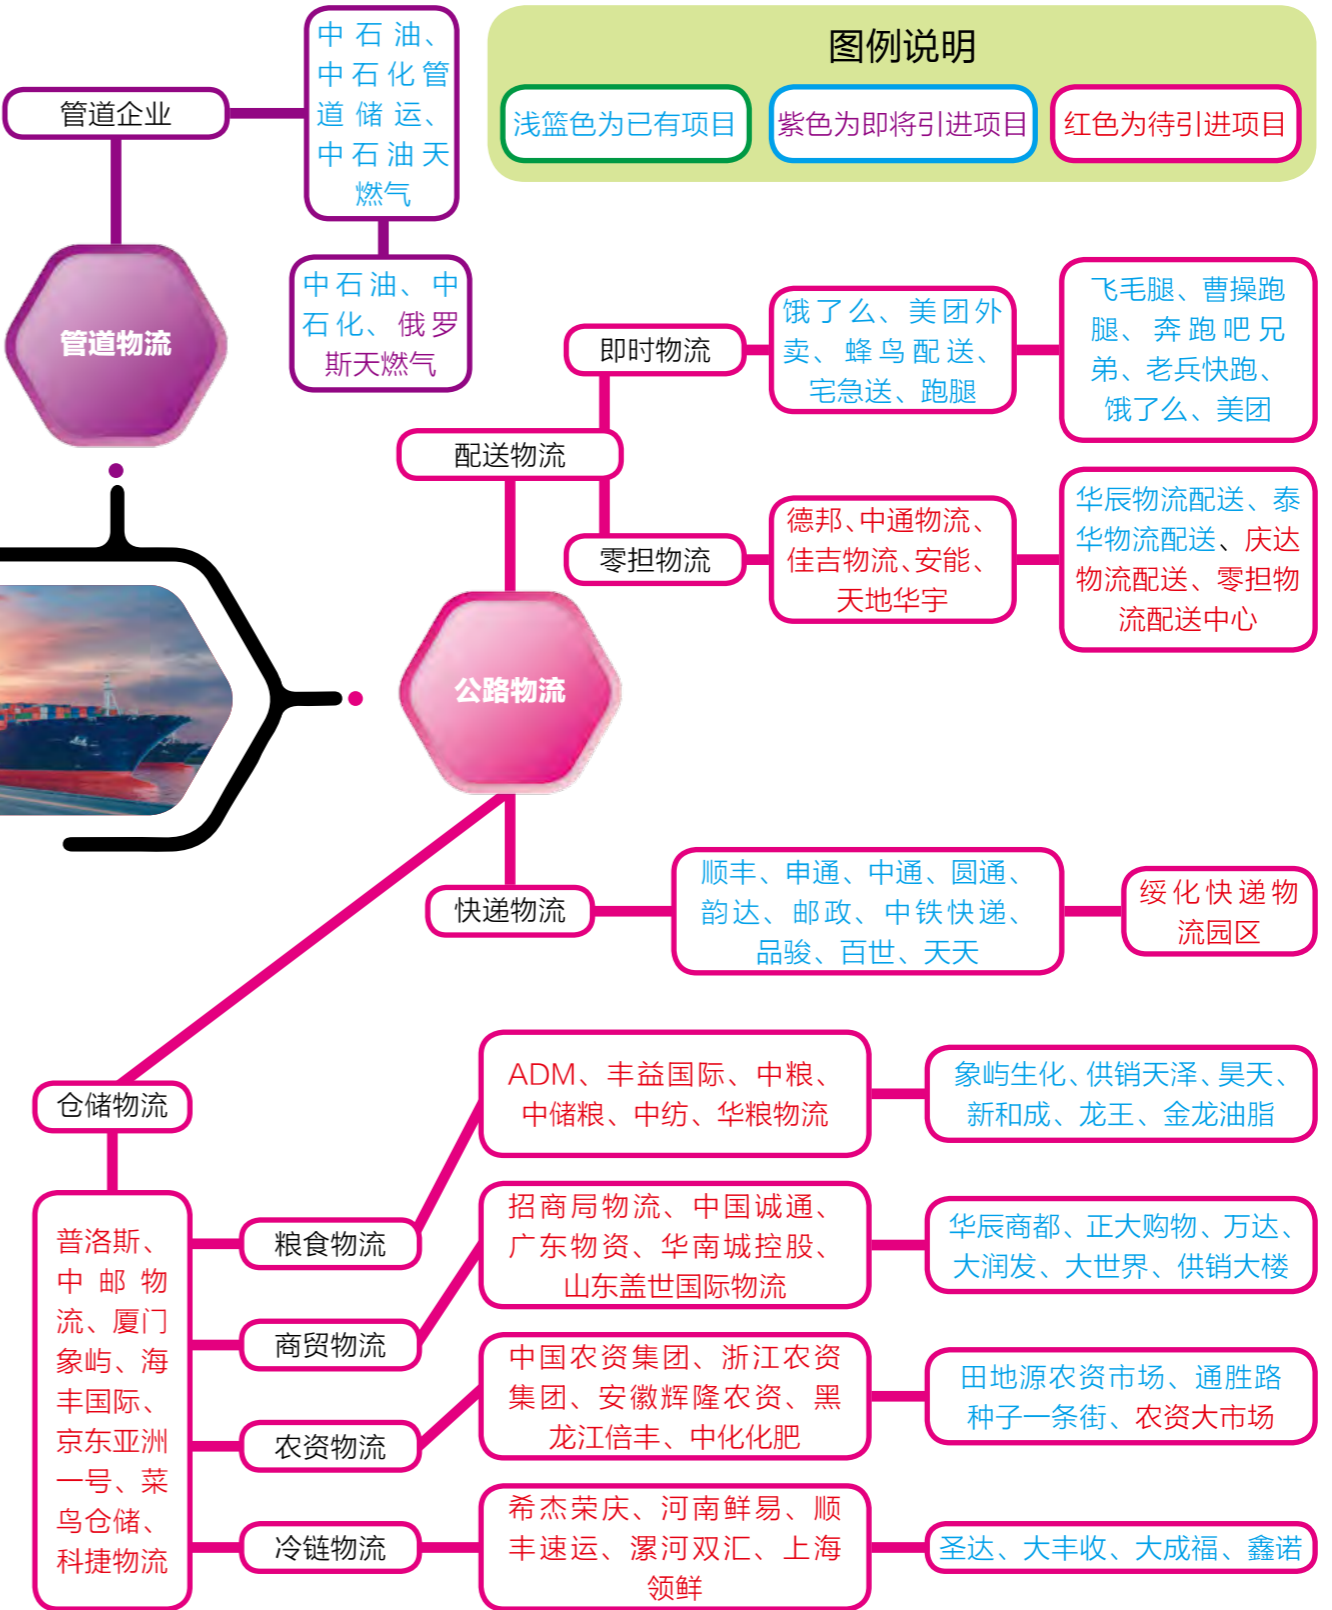 图例说明
浅篮色为已有项目
紫色为即将引进项目
红色为待引进项目
管道企业
中石油、
中石化管
道储运、
中石油天
燃气
中石油、中
石化、俄罗
斯天燃气
管道物流
配送物流
即时物流
饿了么、美团外
卖、蜂鸟配送、
宅急送、跑腿
飞毛腿、曹操跑
腿、奔跑吧兄
弟、老兵快跑、
饿了么、美团
零担物流
德邦、中通物流、
佳吉物流、安能、
天地华宇
华辰物流配送、泰
华物流配送、庆达
物流配送、零担物
流配送中心
公路物流
快递物流
顺丰、申通、中通、圆通、
韵达、邮政、中铁快递、
品骏、百世、天天
绥化快递物
流园区
仓储物流
普洛斯、
中邮物
流、厦门
象屿、海
丰国际、
京东亚洲
一号、菜
鸟仓储、
科捷物流
粮食物流
ADM、丰益国际、中粮、
中储粮、中纺、华粮物流
象屿生化、供销天泽、昊天、
新和成、龙王、金龙油脂
商贸物流
招商局物流、中国诚通、
广东物资、华南城控股、
山东盖世国际物流
华辰商都、正大购物、万达、
大润发、大世界、供销大楼
农资物流
中国农资集团、浙江农资
集团、安徽辉隆农资、黑
龙江倍丰、中化化肥
田地源农资市场、通胜路
种子一条街、农资大市场
冷链物流
希杰荣庆、河南鲜易、顺
丰速运、漯河双汇、上海
领鲜
圣达、大丰收、大成福、鑫诺